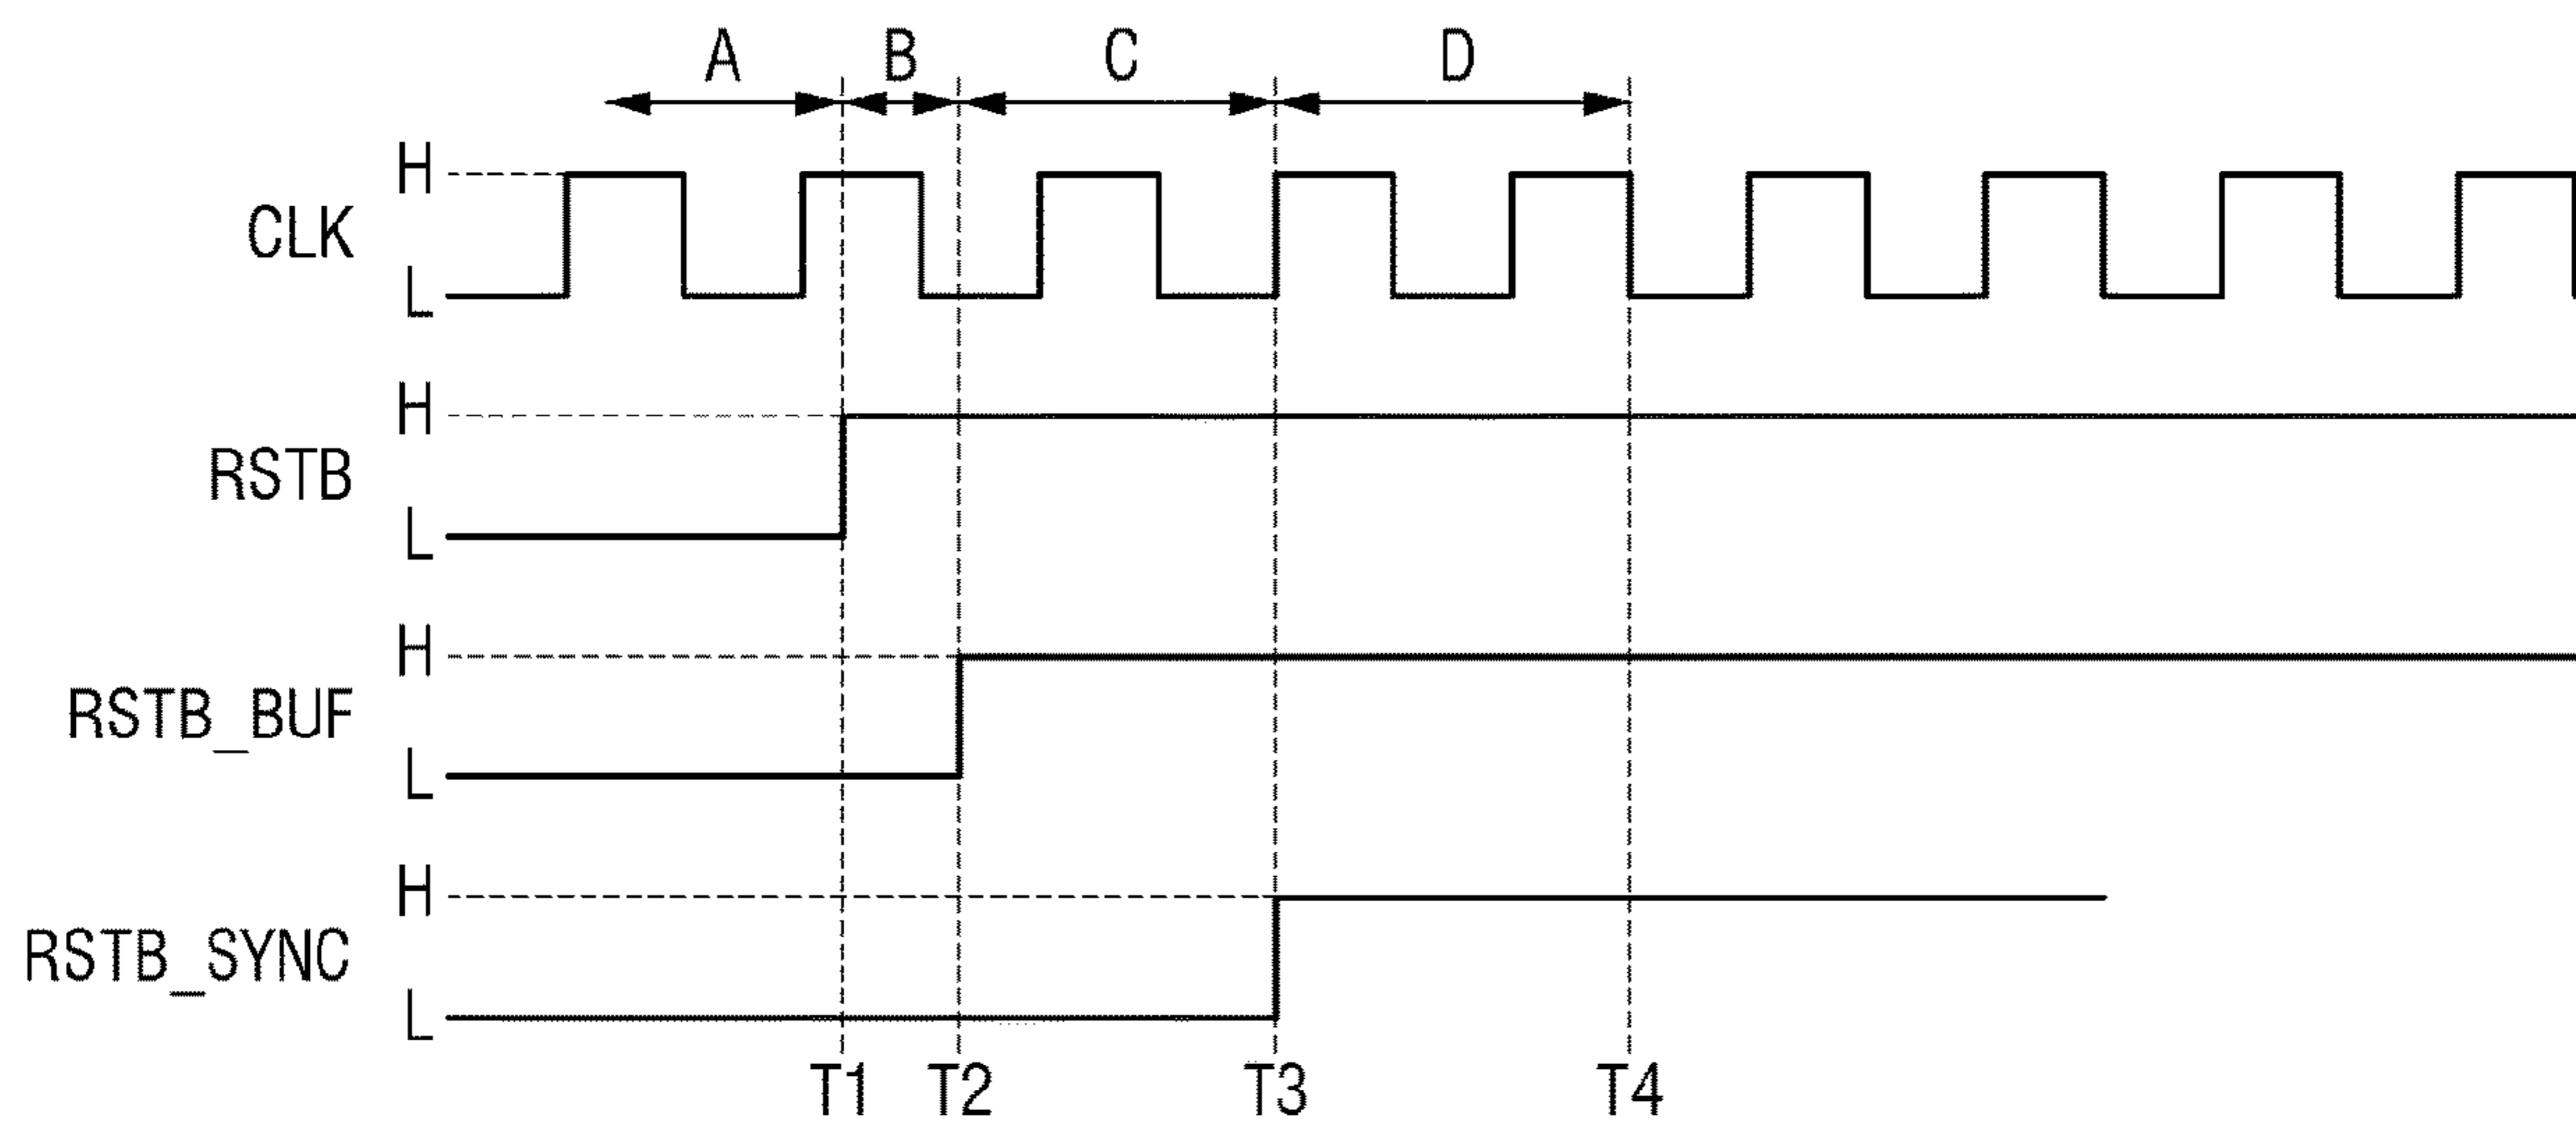 A B C D
H
CLK
L
H
RSTB
L
H
RSTB_BUF
L
H
RSTB_SYNC
L
T1 T2 T3 T4